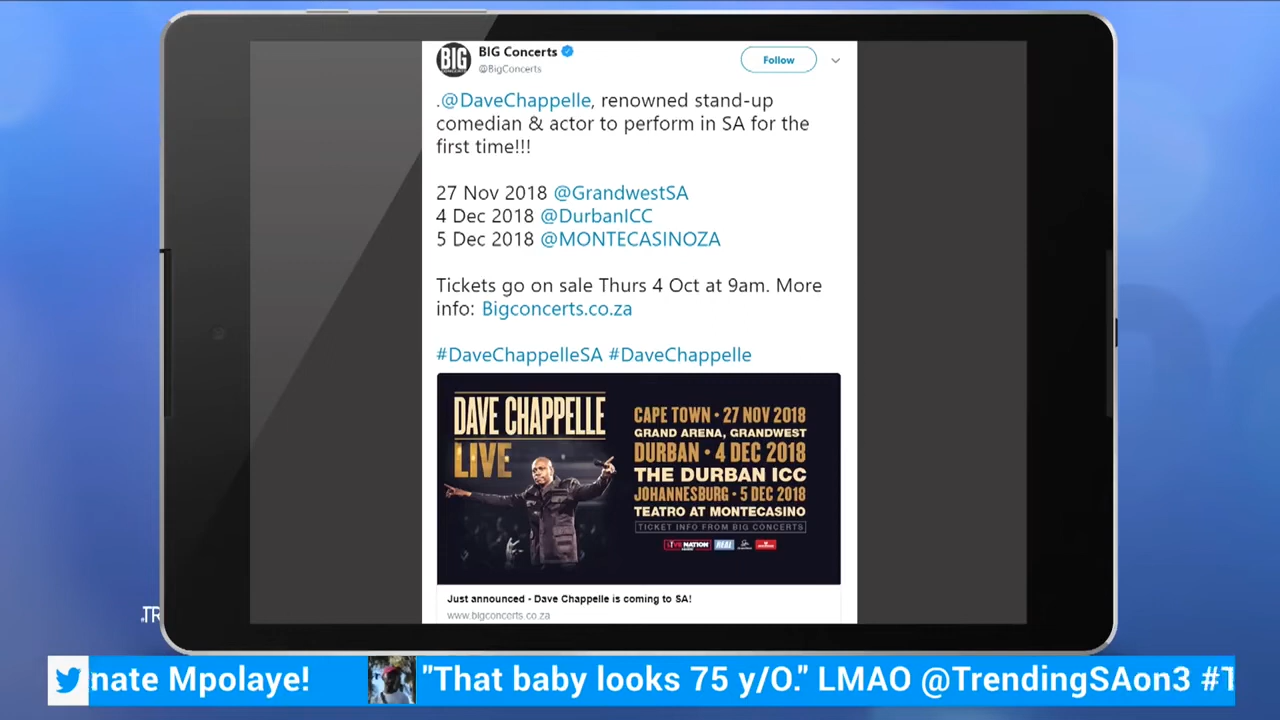 BIG
CONCERTS
BIG Concerts
@BigConcerts
Follow
.@DaveChappelle, renowned stand-up
comedian & actor to perform in SA for the
first time!!!
27 Nov 2018 @GrandwestSA
4 Dec 2018 @DurbanICC
5 Dec 2018 @MONTECASINOZA
Tickets go on sale Thurs 4 Oct at 9am. More
info: Bigconcerts.co.za
#DaveChappelleSA #DaveChappelle
DAVE CHAPPELLE
LIVE
CAPE TOWN • 27 NOV 2018
GRAND ARENA, GRANDWEST
DURBAN • 4 DEC 2018
THE DURBAN ICC
JOHANNESBURG • 5 DEC 2018
TEATRO AT MONTECASINO
TICKET INFO FROM BIG CONCERTS
LIVE NATION
REAL
Just announced - Dave Chappelle is coming to SA!
www.bigconcerts.co.za
nate Mpolaye!
"That baby looks 75 y/O." LMAO @TrendingSAon3